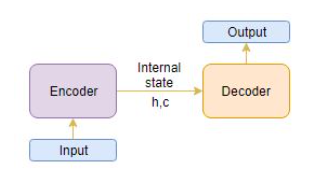 Output
Internal
state
h,c
Encoder
Decoder
Input